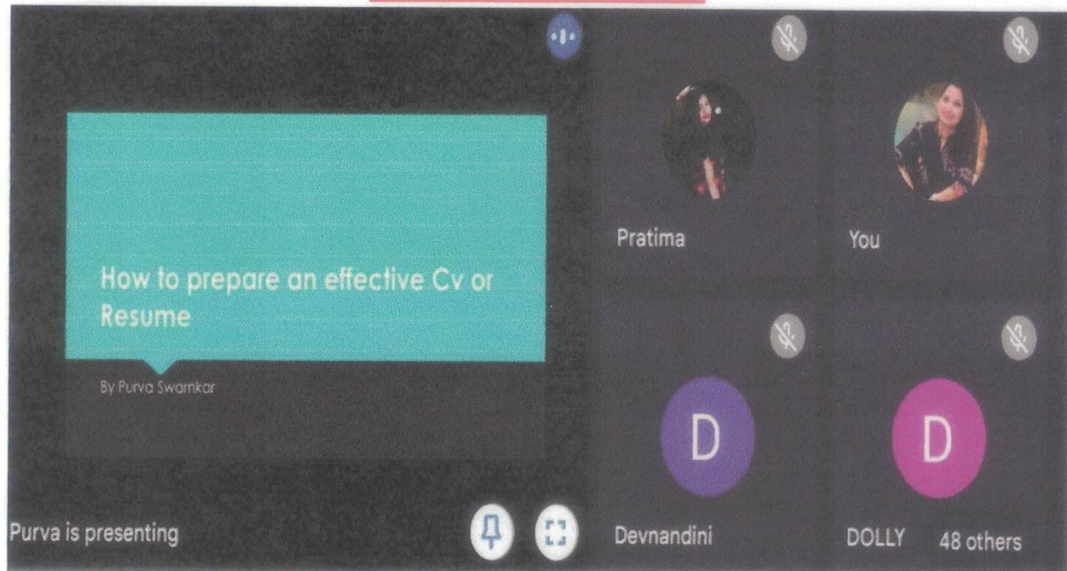 How to prepare an effective Cv or
Resume
By Purva Swarnkar
Purva is presenting
Pratima
You
D
Devnandini
D
DOLLY
48 others